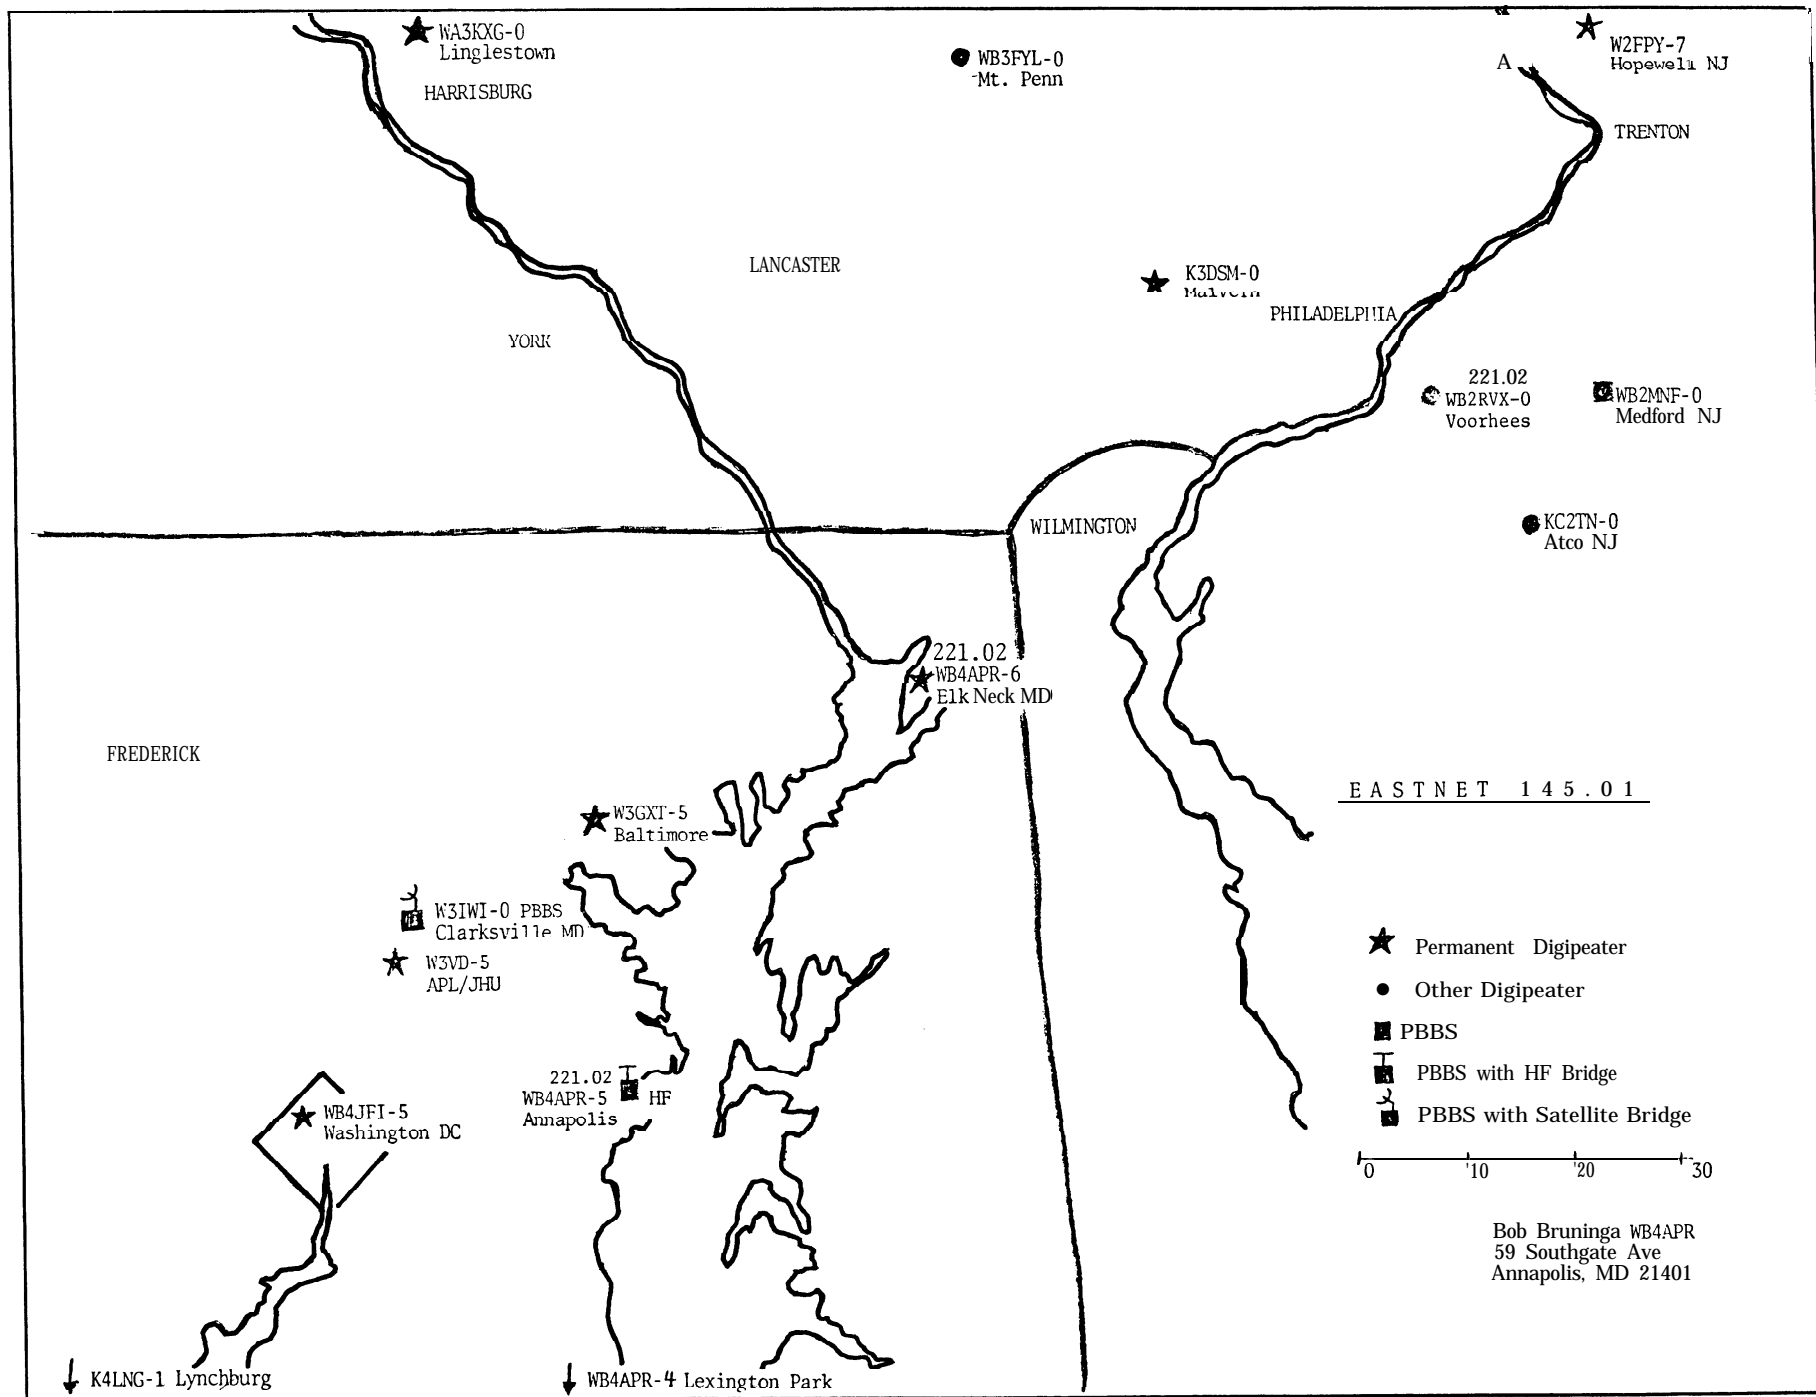 WA3KXG-0
Linglestown
HARRISBURG
WB3FYL-0
Mt. Penn
W2FPY-7
Hopewell NJ
A
TRENTON
LANCASTER
K3DSM-0
Malvern
PHILADELPHIA
YORK
221.02
WB2RVX-0
Voorhees
WB2MNF-0
Medford NJ
WILMINGTON
KC2TN-0
Atco NJ
221.02
WB4APR-6
Elk Neck MD
FREDERICK
EASTNET 145.01
W3GXT-5
Baltimore
W3IWI-0 PBBS
Clarksville MD
W3VD-5
APL/JHU
221.02
WB4APR-5
Annapolis
HF
WB4JFI-5
Washington DC
Permanent Digipeater
Other Digipeater
PBBS
PBBS with HF Bridge
PBBS with Satellite Bridge
0 10 20 30
Bob Bruninga WB4APR
59 Southgate Ave
Annapolis, MD 21401
K4LNG-1 Lynchburg
WB4APR-4 Lexington Park